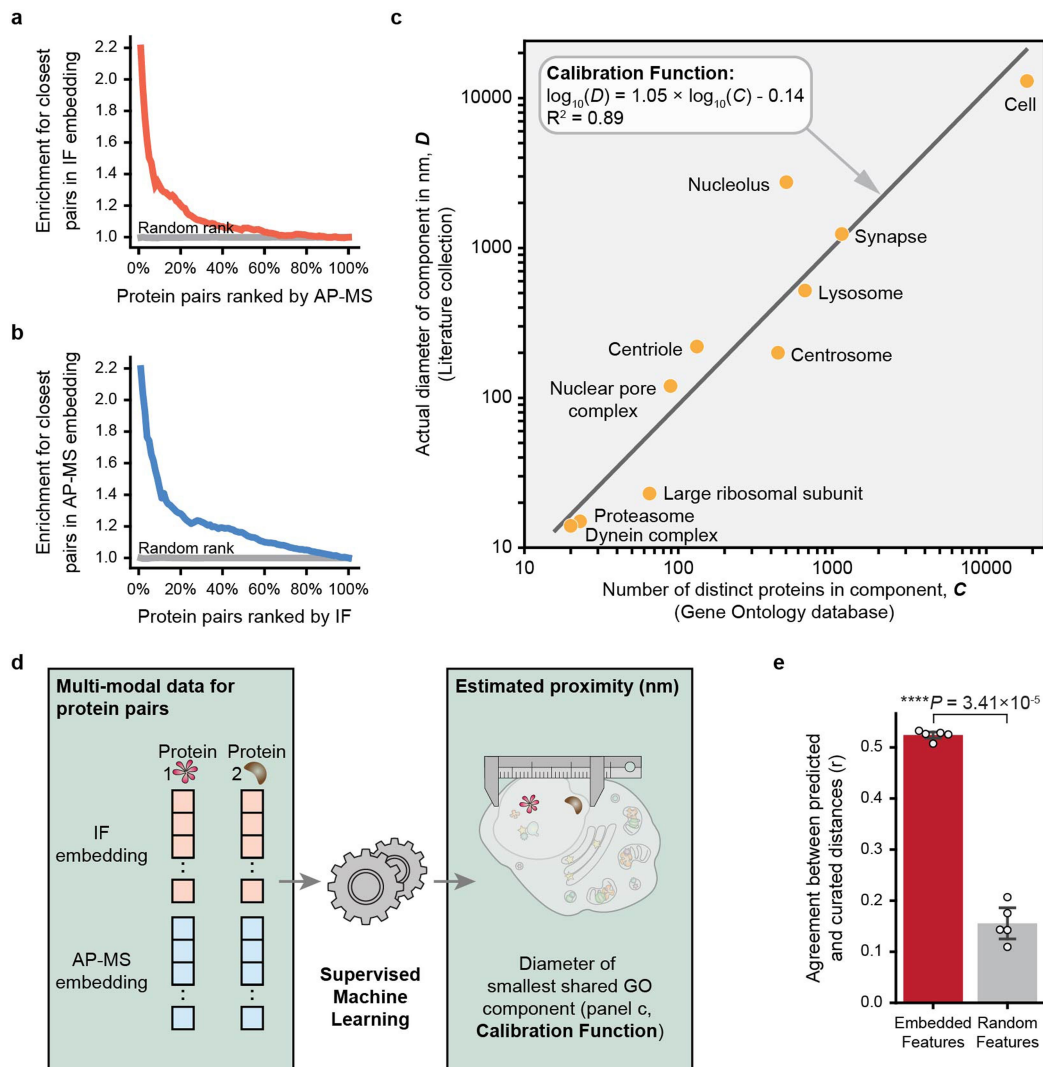 a
Enrichment for closest
pairs in IF embedding
2.2
2.0
1.8
1.6
1.4
1.2
1.0
Random rank
0% 20% 40% 60% 80% 100%
Protein pairs ranked by AP-MS
b
Enrichment for closest
pairs in AP-MS embedding
2.2
2.0
1.8
1.6
1.4
1.2
1.0
Random rank
0% 20% 40% 60% 80% 100%
Protein pairs ranked by IF
c
Actual diameter of component in nm, D
(Literature collection)
10000
1000
100
10
Calibration Function:
log₁₀(D) = 1.05 × log₁₀(C) - 0.14
R² = 0.89
Cell
Nucleolus
Synapse
Lysosome
Centriole
Centrosome
Nuclear pore
complex
Large ribosomal subunit
Proteasome
Dynein complex
10 100 1000 10000
Number of distinct proteins in component, C
(Gene Ontology database)
d
Multi-modal data for
protein pairs
Protein Protein
1 2
IF
embedding
AP-MS
embedding
Supervised
Machine
Learning
Estimated proximity (nm)
Diameter of
smallest shared GO
component (panel c,
Calibration Function)
e
Agreement between predicted
and curated distances (r)
****P = 3.41×10⁻⁵
0.5
0.4
0.3
0.2
0.1
0.0
Embedded Random
Features Features